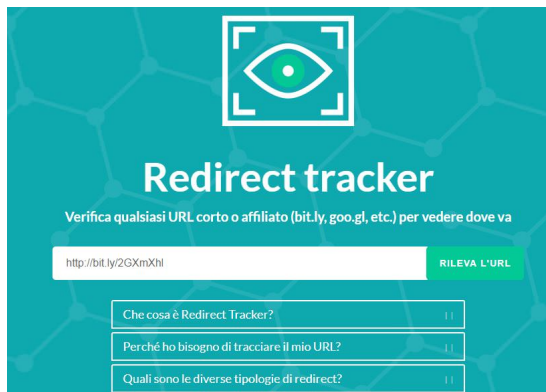 Redirect tracker
Verifica qualsiasi URL corto o affiliato (bit.ly, goo.gl, etc.) per vedere dove va
http://bit.ly/2GXmXhl
RILEVA L'URL
Che cosa è Redirect Tracker?
Perché ho bisogno di tracciare il mio URL?
Quali sono le diverse tipologie di redirect?